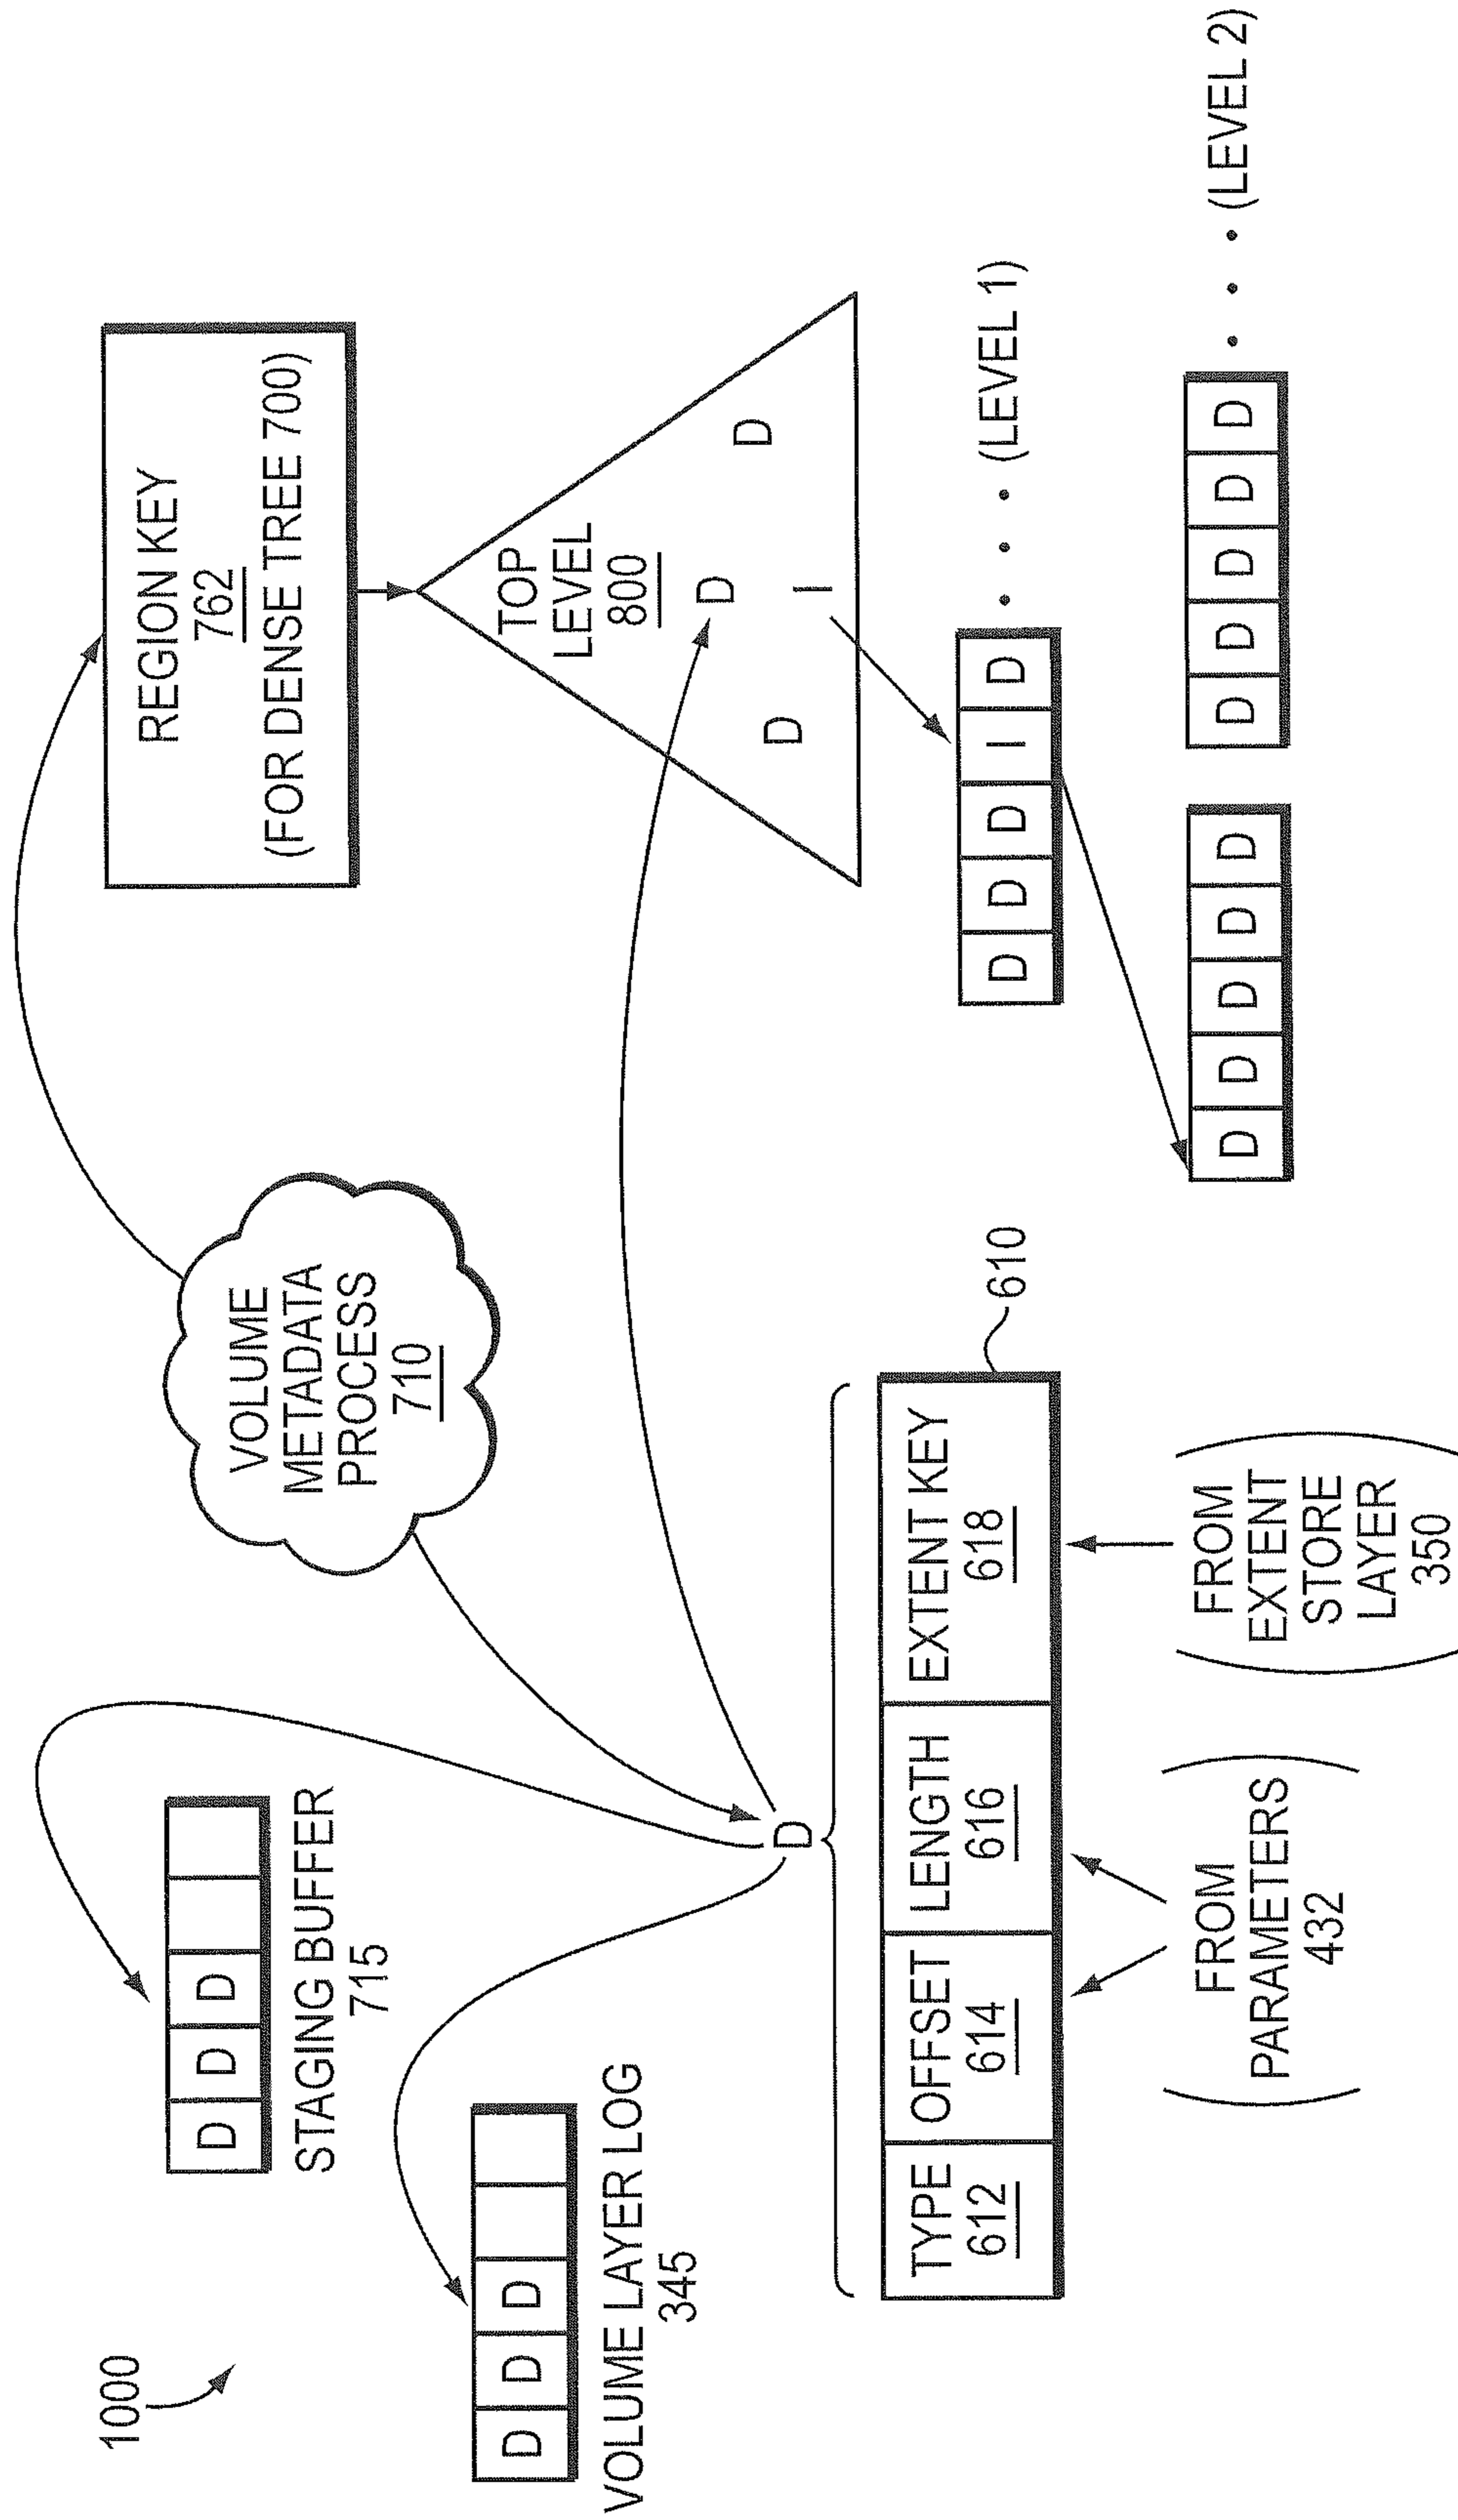 1000
D D D
STAGING BUFFER
715
D D D
VOLUME LAYER LOG
345
VOLUME
METADATA
PROCESS
710
REGION KEY
762
(FOR DENSE TREE 700)
TOP
LEVEL
800
D D D
I
D D D I D
(LEVEL 1)
D D D D D
D D D D D
(LEVEL 2)
D
610
TYPE
612
OFFSET
614
LENGTH
616
EXTENT KEY
618
FROM
PARAMETERS
432
FROM
EXTENT
STORE
LAYER
350